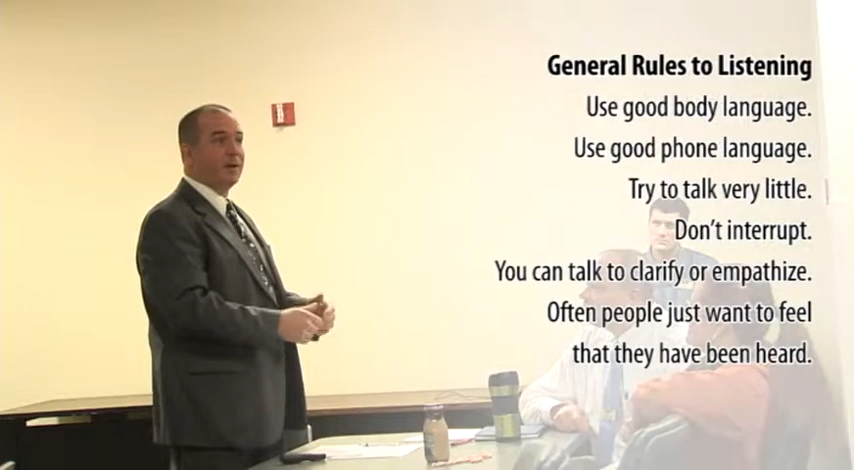 General Rules to Listening
Use good body language.
Use good phone language.
Try to talk very little.
Don't interrupt.
You can talk to clarify or empathize.
Often people just want to feel
that they have been heard.